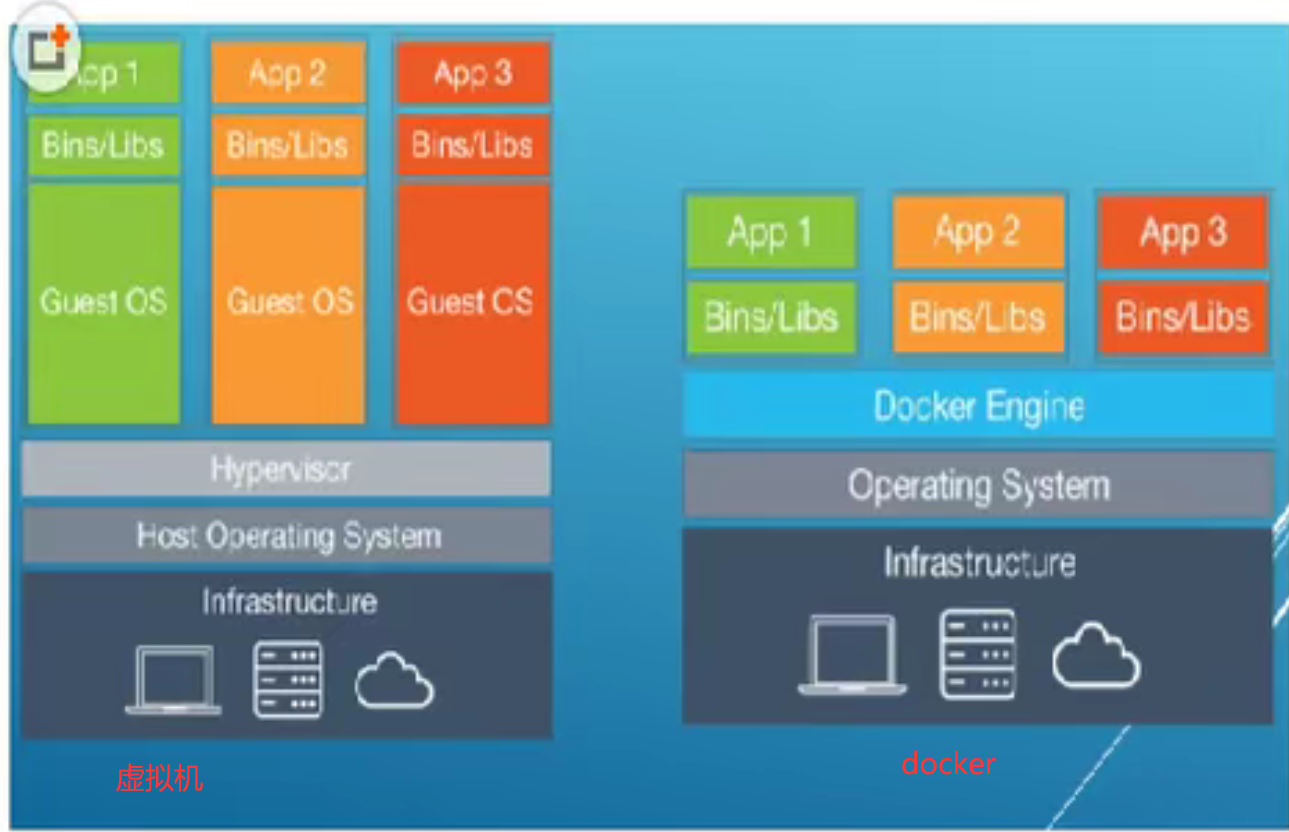 App 1 App 2 App 3
Bins/Libs Bins/Libs Bins/Libs
Guest OS Guest OS Guest OS
Hypervisor
Host Operating System
Infrastructure
虚拟机
App 1 App 2 App 3
Bins/Libs Bins/Libs Bins/Libs
Docker Engine
Operating System
Infrastructure
docker